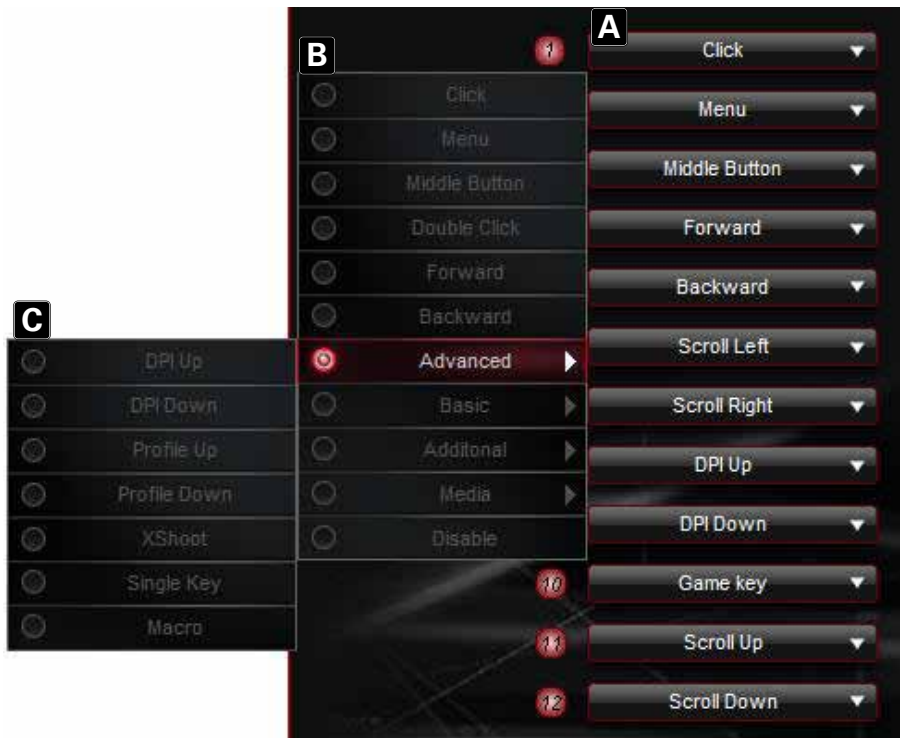 A
1 Click
B
Click
Menu
Menu
Middle Button
Middle Button
Double Click
Forward
Forward
Backward
Backward
C
DPI Up
Advanced
Scroll Left
DPI Down
Basic
Scroll Right
Profile Up
Additonal
DPI Up
Profile Down
Media
XShoot
Disable
DPI Down
Single Key
10 Game key
Macro
11 Scroll Up
12 Scroll Down